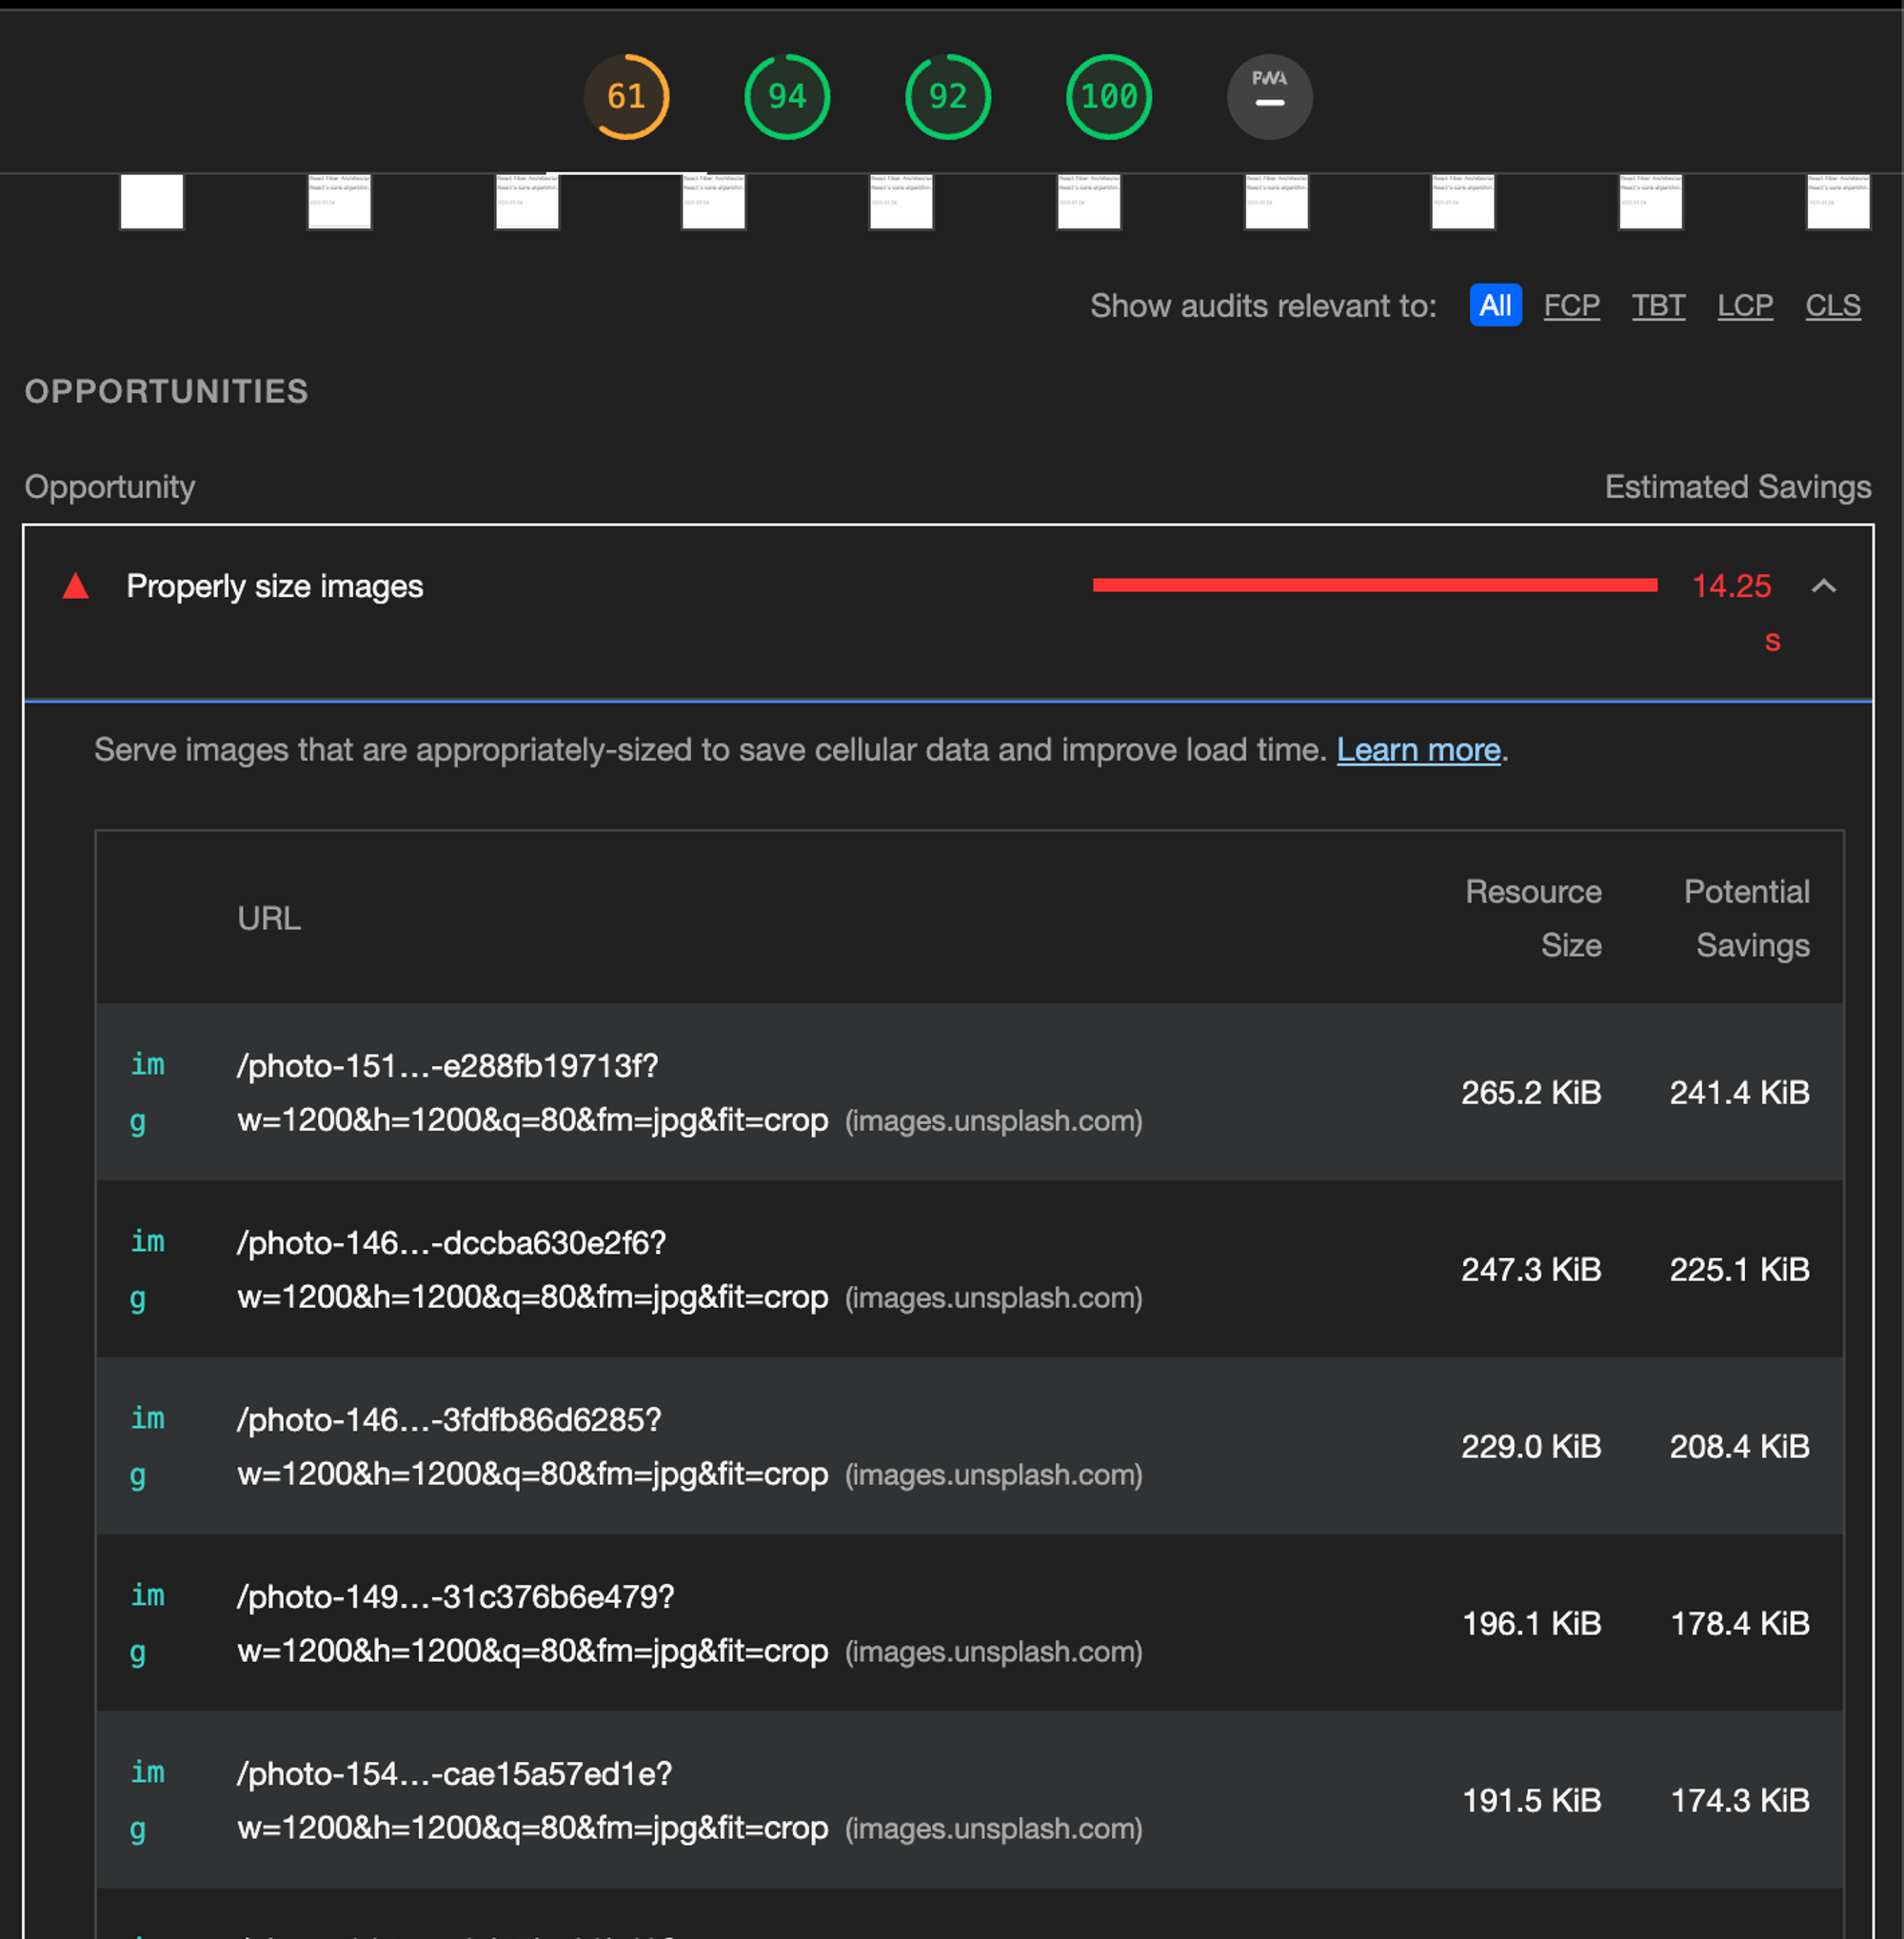 61
94
92
100
PWA
Show audits relevant to: All FCP TBT LCP CLS
OPPORTUNITIES
Opportunity Estimated Savings
Properly size images 14.25
s
Serve images that are appropriately-sized to save cellular data and improve load time. Learn more.
URL Resource Size Potential Savings
img /photo-151…-e288fb19713f?
w=1200&h=1200&q=80&fm=jpg&fit=crop (images.unsplash.com) 265.2 KiB 241.4 KiB
img /photo-146…-dccba630e2f6?
w=1200&h=1200&q=80&fm=jpg&fit=crop (images.unsplash.com) 247.3 KiB 225.1 KiB
img /photo-146…-3fdfb86d6285?
w=1200&h=1200&q=80&fm=jpg&fit=crop (images.unsplash.com) 229.0 KiB 208.4 KiB
img /photo-149…-31c376b6e479?
w=1200&h=1200&q=80&fm=jpg&fit=crop (images.unsplash.com) 196.1 KiB 178.4 KiB
img /photo-154…-cae15a57ed1e?
w=1200&h=1200&q=80&fm=jpg&fit=crop (images.unsplash.com) 191.5 KiB 174.3 KiB